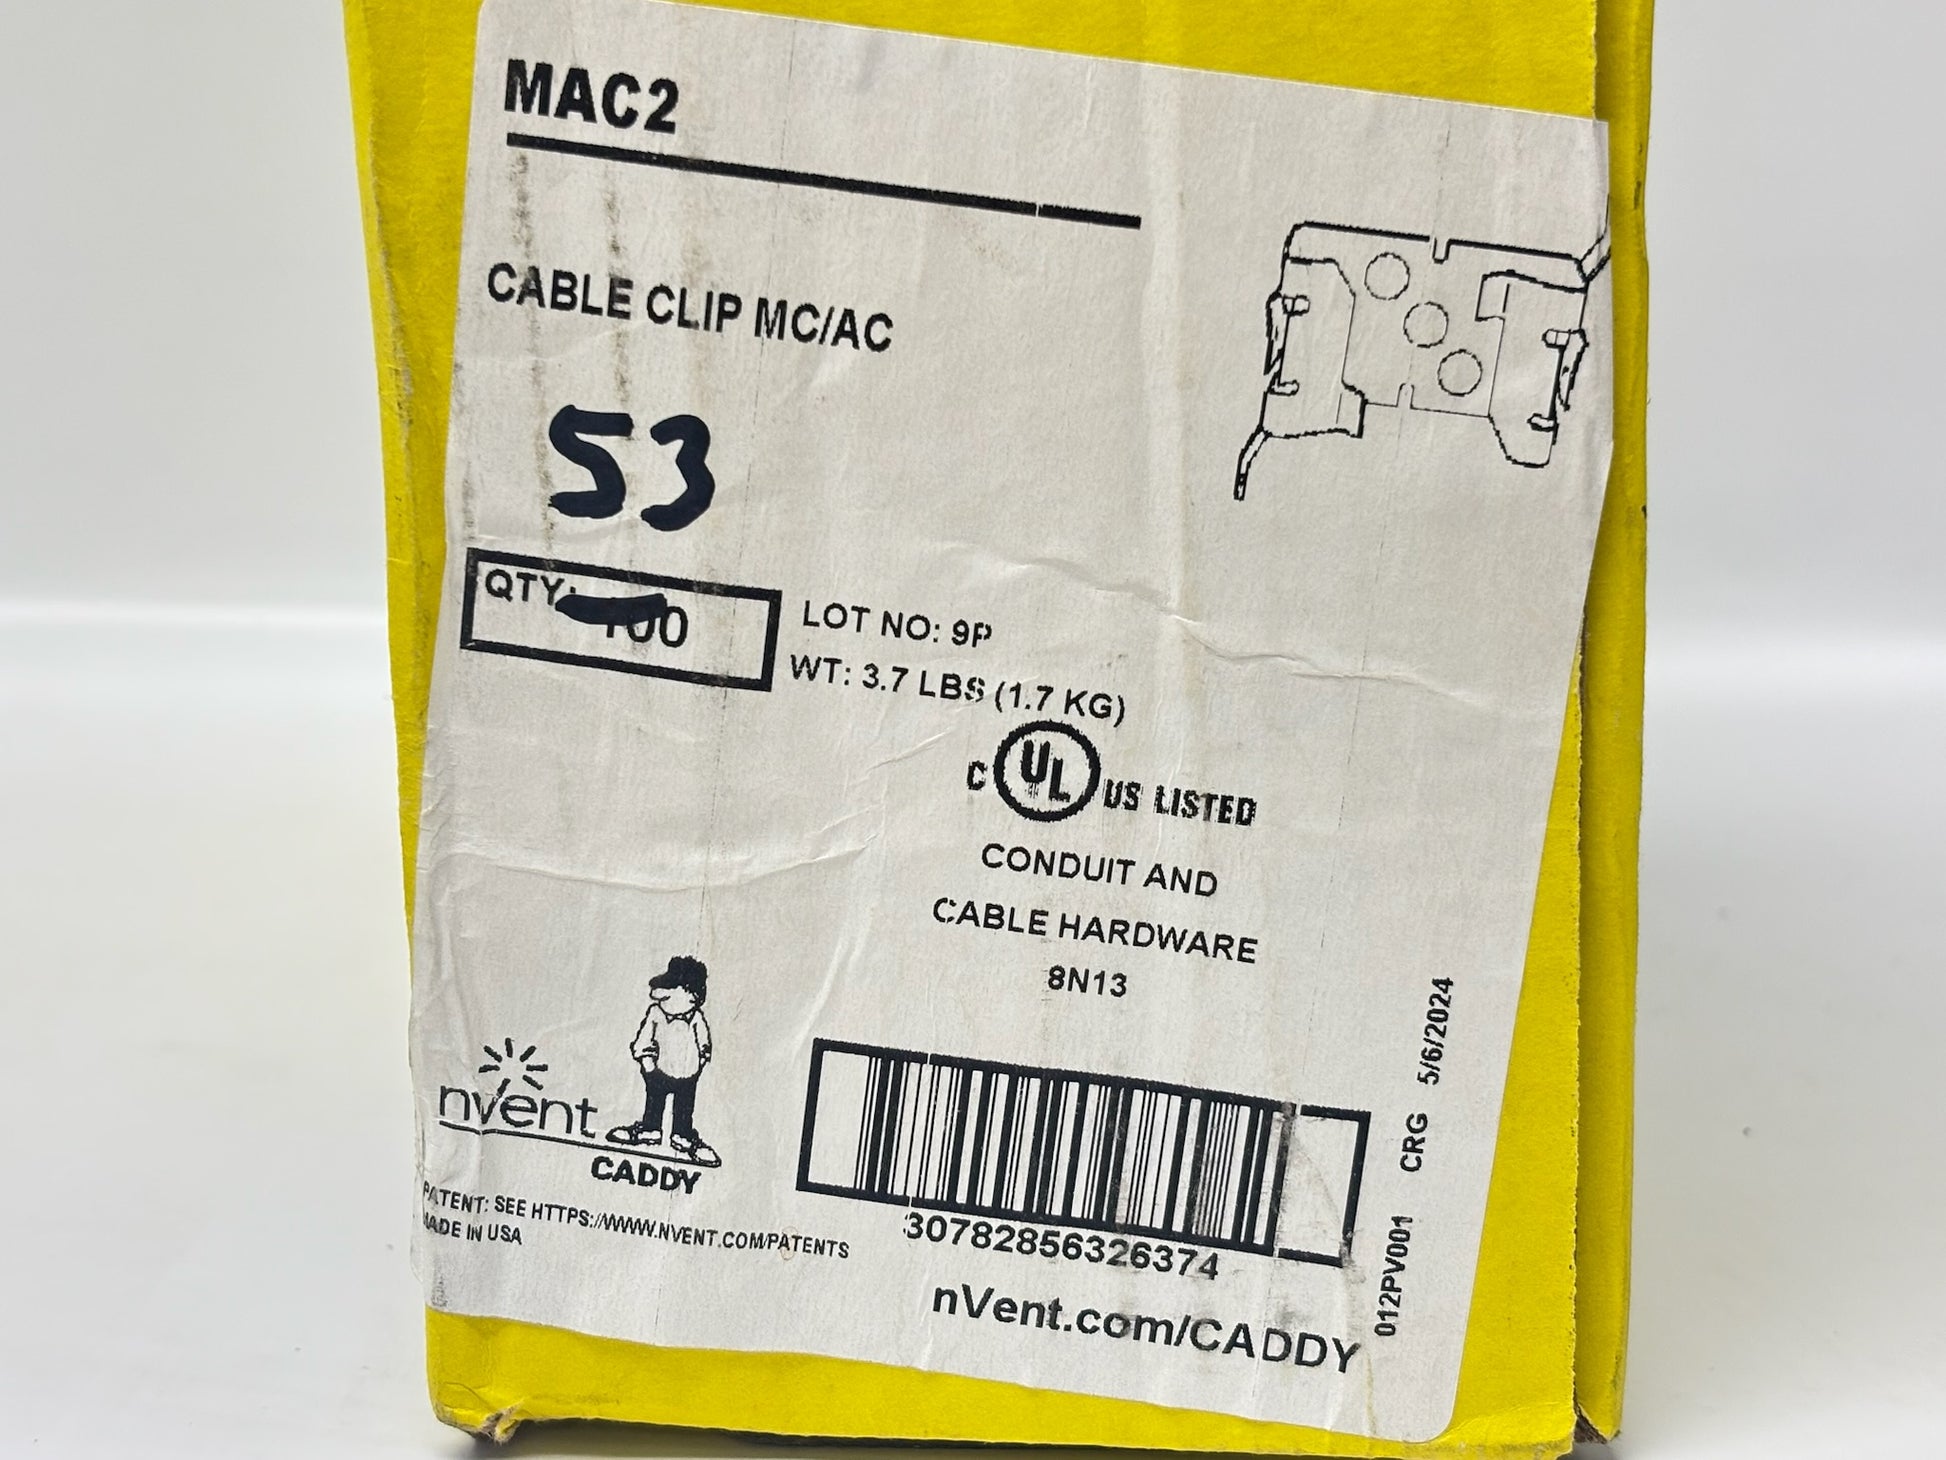 MAC2
CABLE CLIP MC/AC
53
QTY: 100
LOT NO: 9P
WT: 3.7 LBS (1.7 KG)
C UL US LISTED
CONDUIT AND
CABLE HARDWARE
8N13
nVent
CADDY
PATENT: SEE HTTPS://WWW.NVENT.COM/PATENTS
MADE IN USA
30782856326374
nVent.com/CADDY
012PV001 CRG 5/6/2024